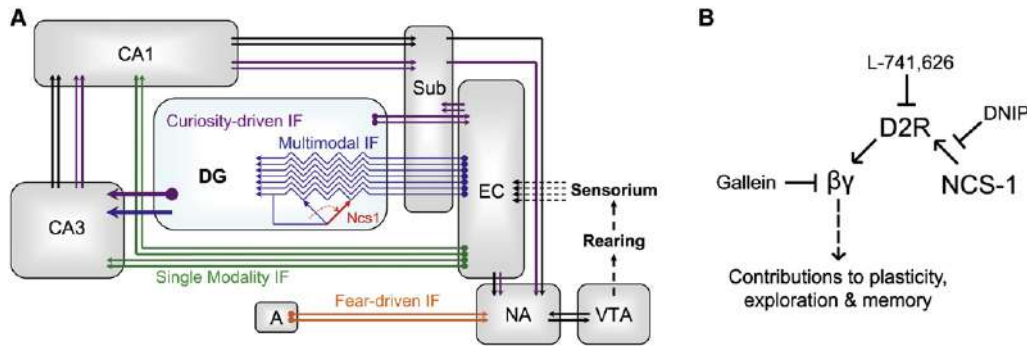 A
CA1
Sub
Curiosity-driven IF
Multimodal IF
DG
Ncs1
EC
Sensorium
Rearing
CA3
Single Modality IF
Fear-driven IF
A
NA
VTA
B
L-741,626
DNIP
D2R
Gallein
βγ
NCS-1
Contributions to plasticity,
exploration & memory